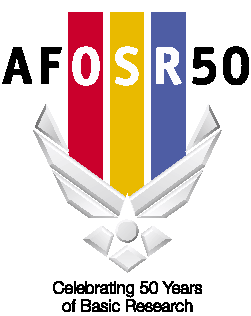 AFOSR50
Celebrating 50 Years
of Basic Research